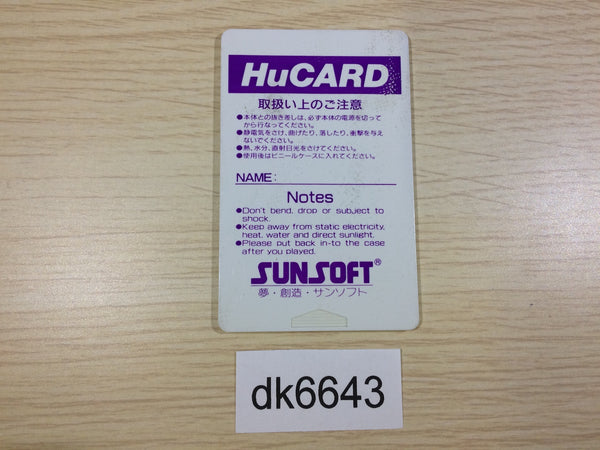 HuCARD
取扱い上のご注意
●本体との抜き差しは、必ず本体の電源を切って
から行なってください。
●静電気をさけ、曲げたり、落したり、衝撃を与え
ないでください。
●熱、水分、直射日光をさけてください。
●使用後はビニールケースに入れてください。
NAME:
Notes
●Don't bend, drop or subject to
shock.
●Keep away from static electricity,
heat, water and direct sunlight.
●Please put back in-to the case
after you played.
SUNSOFT®
夢・創造・サンソフト
dk6643